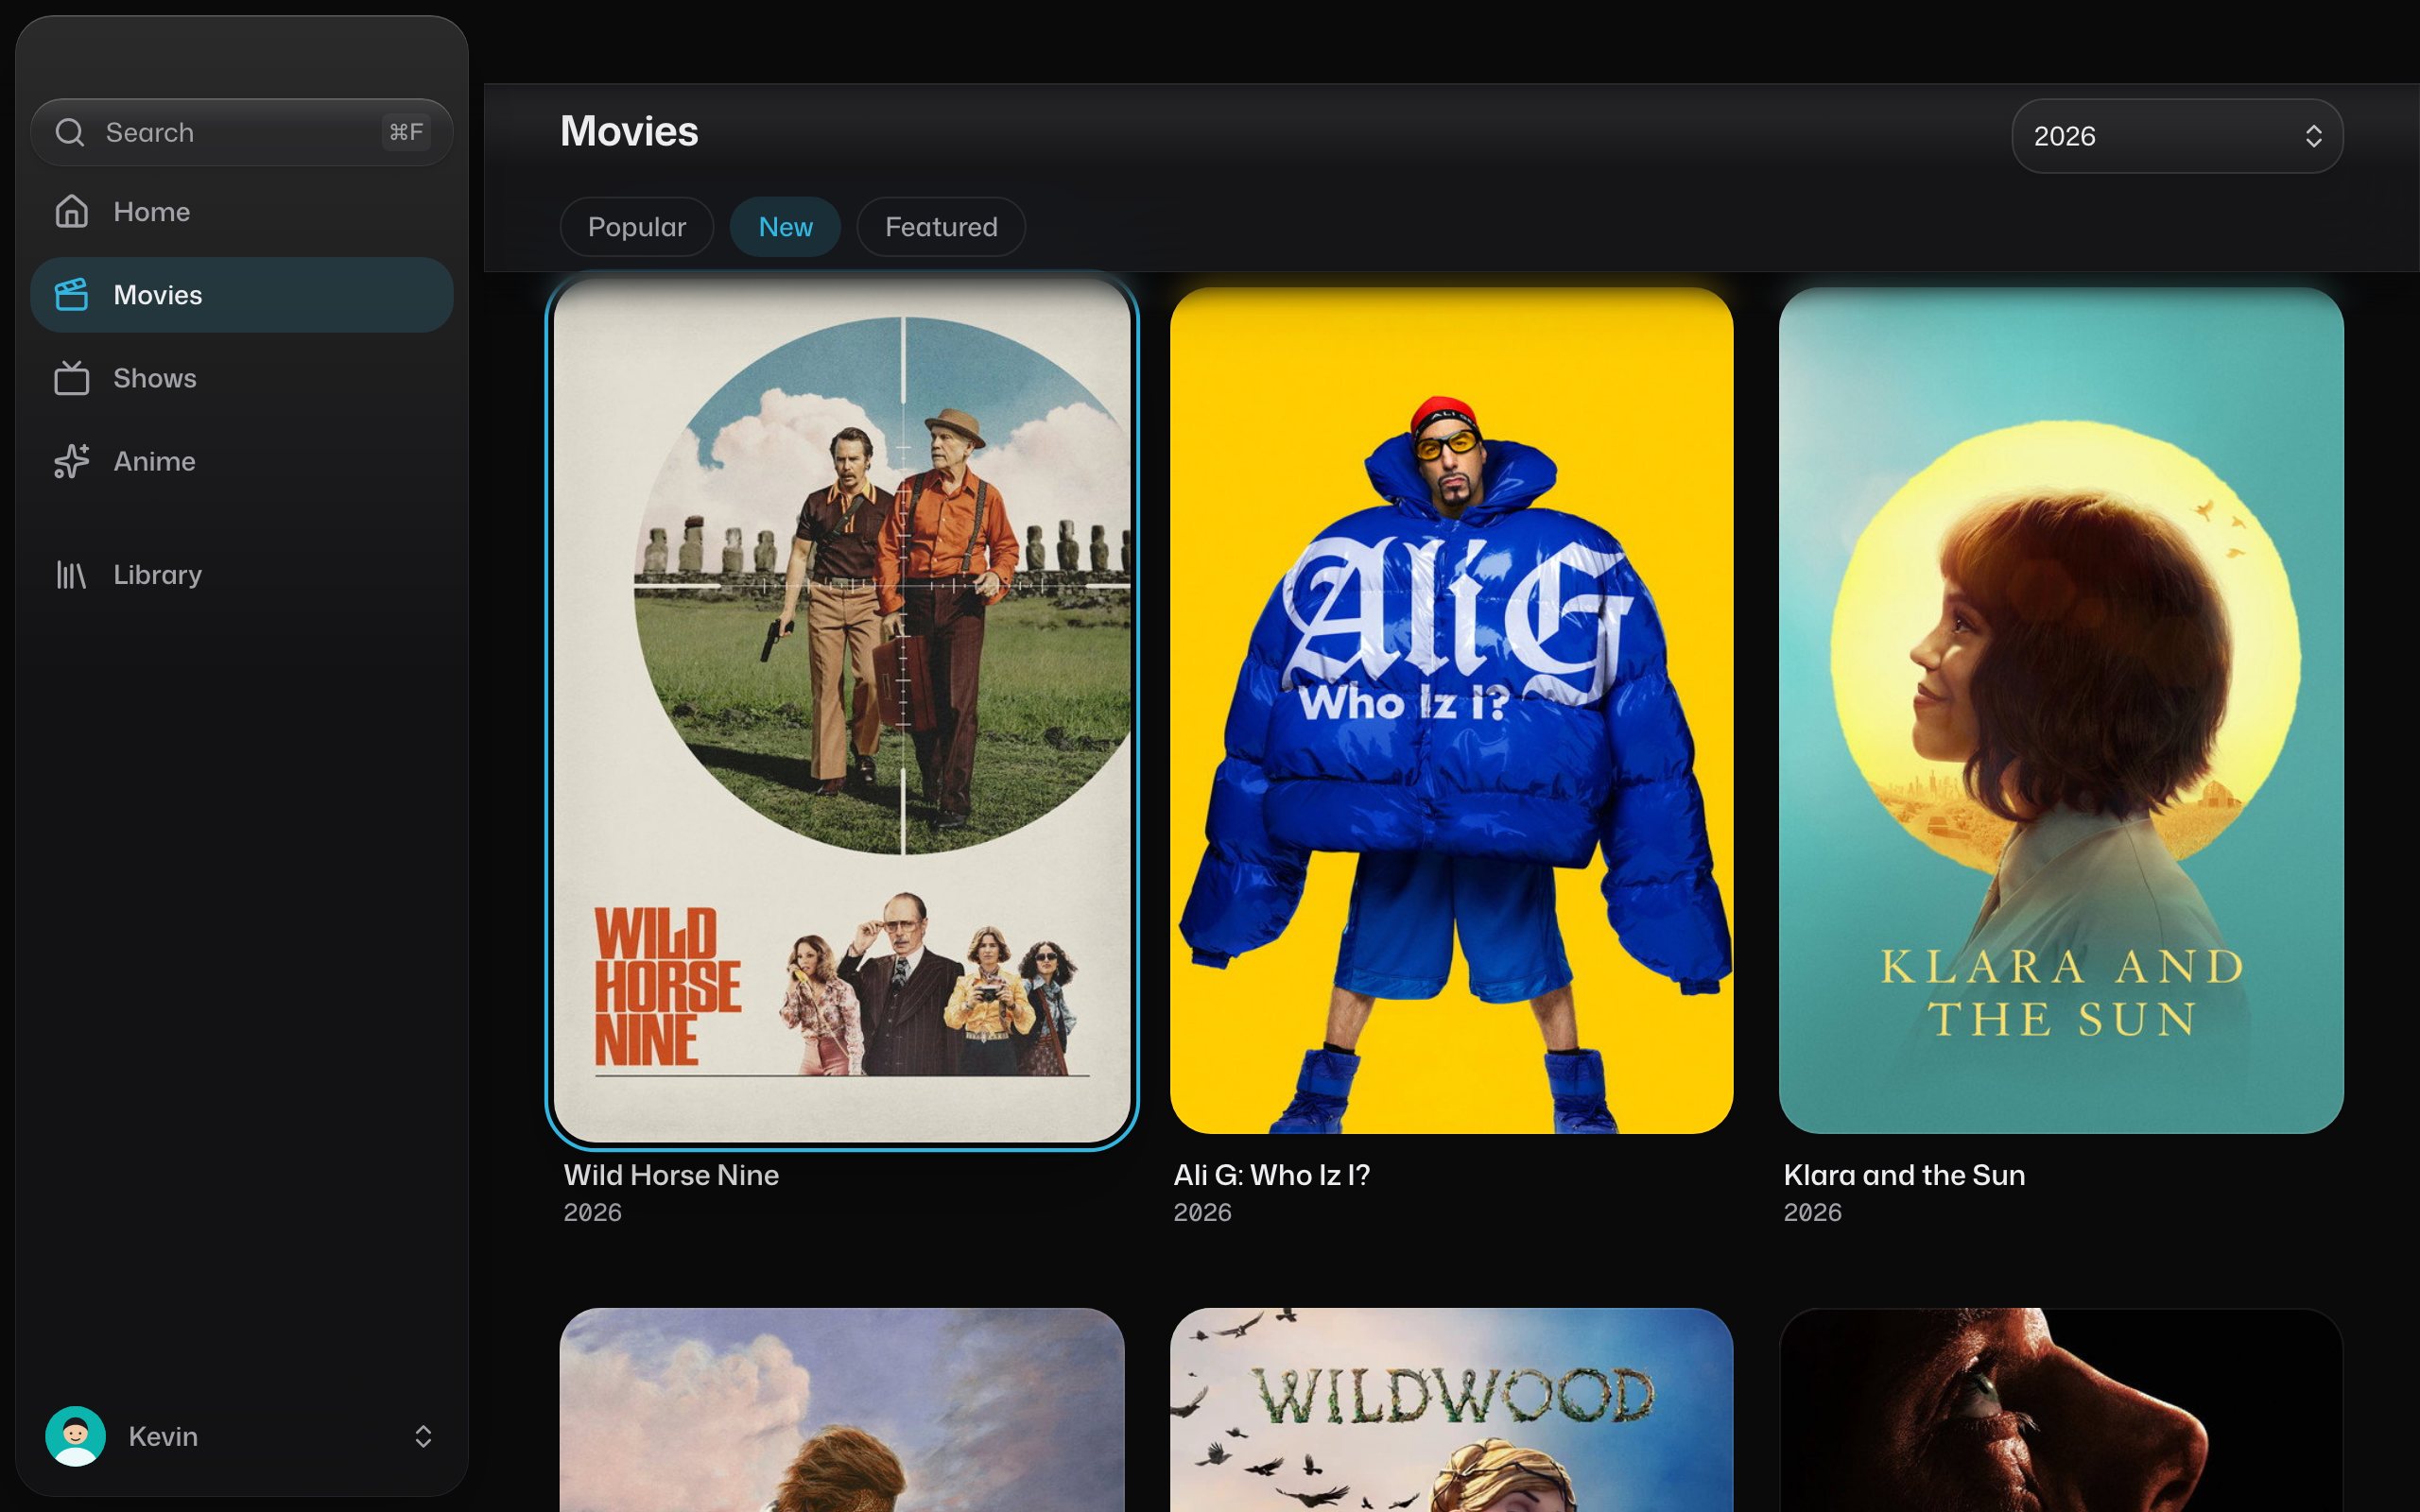 Search
⌘F
Home
Movies
Shows
Anime
Library
Kevin
Movies
2026
Popular
New
Featured
WILD
HORSE
NINE
Wild Horse Nine
2026
ALI G
Ali G
Who Iz I?
Ali G: Who Iz I?
2026
KLARA AND
THE SUN
Klara and the Sun
2026
WILDWOOD